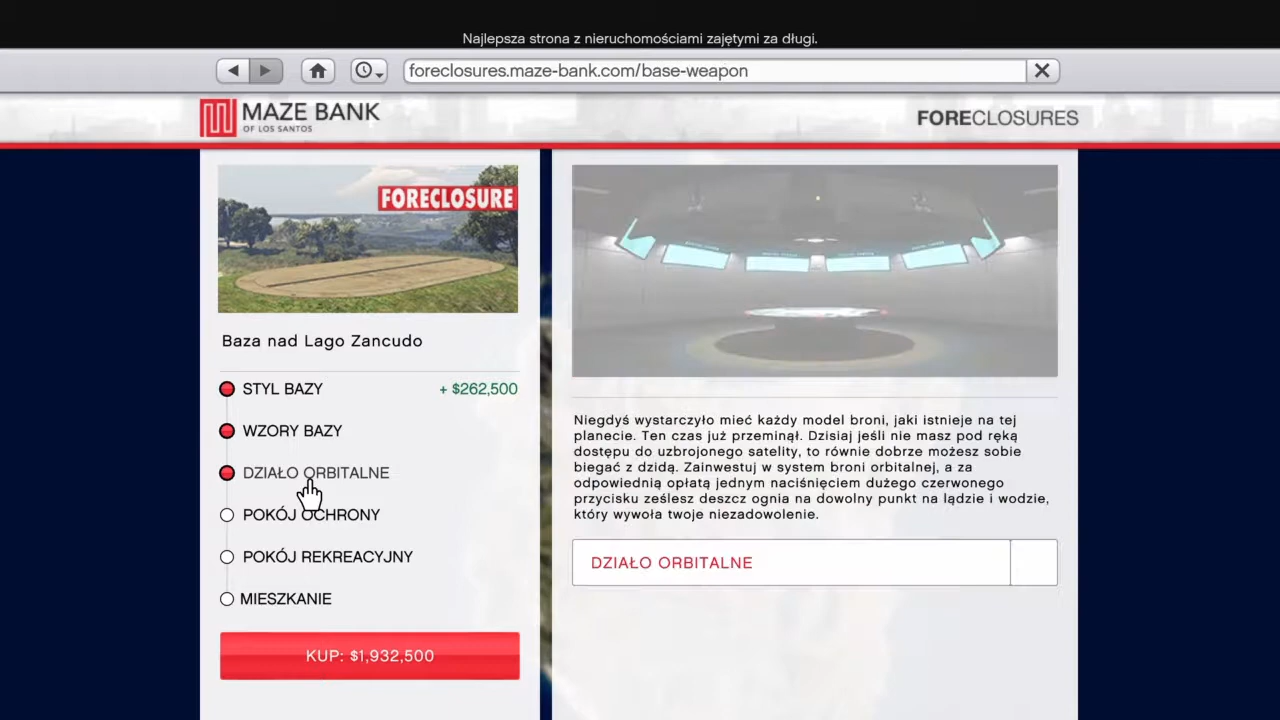 Najlepsza strona z nieruchomościami zajętymi za długi.
foreclosures.maze-bank.com/base-weapon
MAZE BANK
OF LOS SANTOS
FORECLOSURES
FORECLOSURE
Baza nad Lago Zancudo
STYL BAZY + $262,500
WZORY BAZY
DZIAŁO ORBITALNE
POKÓJ OCHRONY
POKÓJ REKREACYJNY
MIESZKANIE
KUP: $1,932,500
Niegdyś wystarczyło mieć każdy model broni, jaki istnieje na tej
planecie. Ten czas już przeminął. Dzisiaj jeśli nie masz pod ręką
dostępu do uzbrojonego satelity, to równie dobrze możesz sobie
biegać z dzidą. Zainwestuj w system broni orbitalnej, a za
odpowiednią opłatą jednym naciśnięciem dużego czerwonego
przycisku ześlesz deszcz ognia na dowolny punkt na lądzie i wodzie,
który wywoła twoje niezadowolenie.
DZIAŁO ORBITALNE